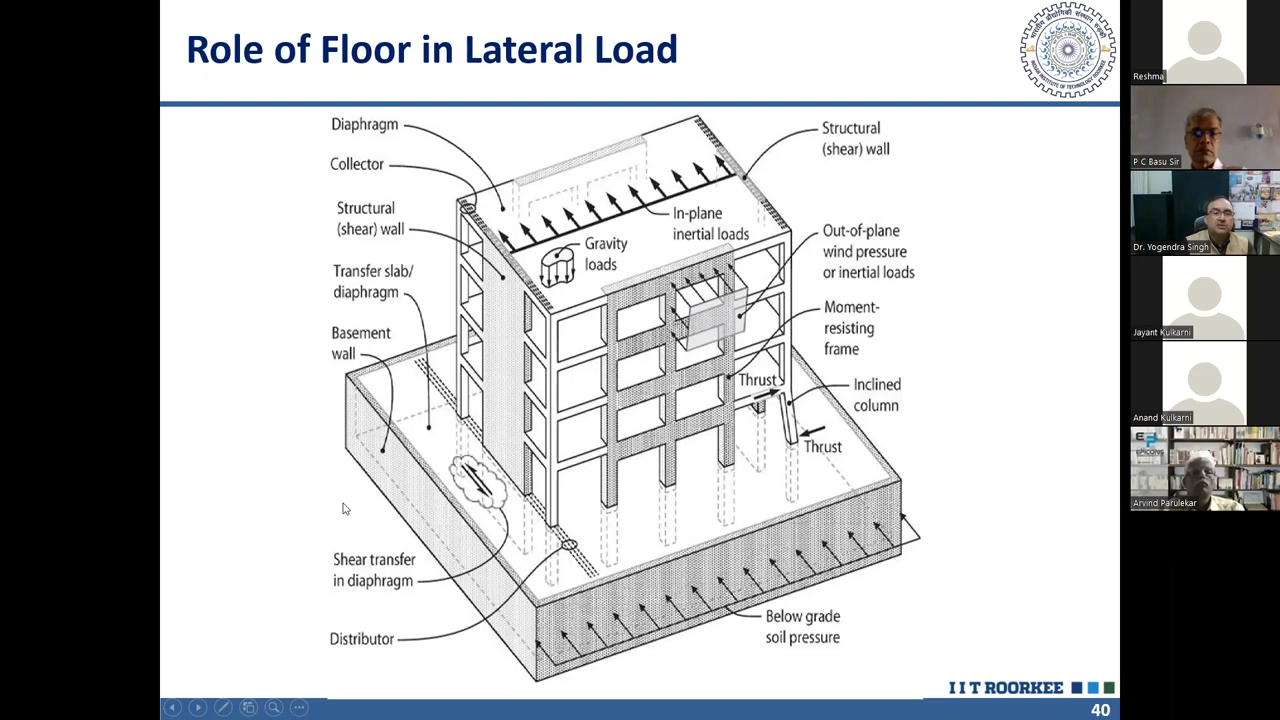 Role of Floor in Lateral Load
Diaphragm
Collector
Structural
(shear) wall
Transfer slab/
diaphragm
Basement
wall
Shear transfer
in diaphragm
Distributor
Gravity
loads
In-plane
inertial loads
Structural
(shear) wall
Out-of-plane
wind pressure
or inertial loads
Moment-
resisting
frame
Thrust
Inclined
column
Thrust
Below grade
soil pressure
IIT ROORKEE
40
Reshma
P C Basu Sir
Dr. Yogendra Singh
Jayant Kulkarni
Anand Kulkarni
Arvind Parulekar